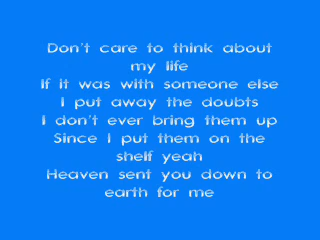 Don't care to think about
my life
If it was with someone else
I put away the doubts
I don't ever bring them up
Since I put them on the
shelf yeah
Heaven sent you down to
earth for me